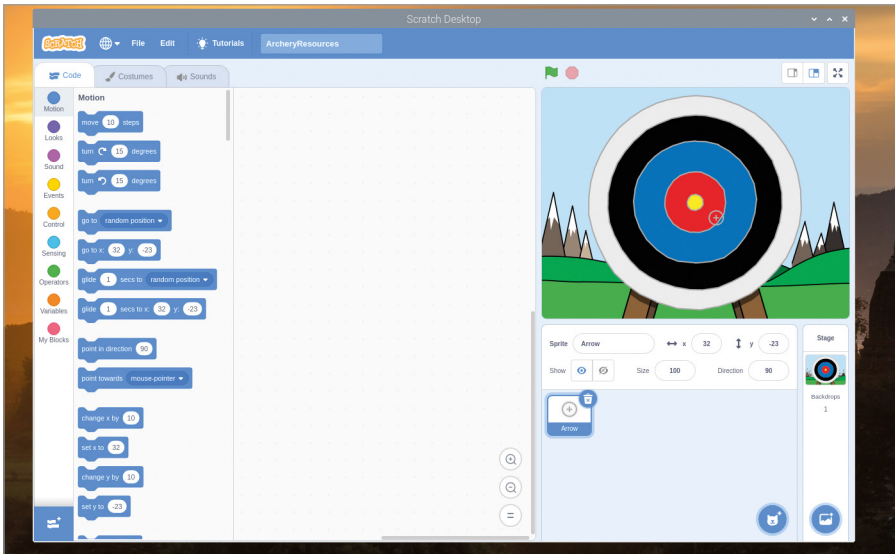 Scratch Desktop
SCRATCH File Edit Tutorials ArcheryResources
Code Costumes Sounds
Motion
Looks
Sound
Events
Control
Sensing
Operators
Variables
My Blocks
Motion
move 10 steps
turn 15 degrees
turn 15 degrees
go to random position
go to x: 32 y: -23
glide 1 secs to random position
glide 1 secs to x: 32 y: -23
point in direction 90
point towards mouse-pointer
change x by 10
set x to 32
change y by 10
set y to -23
Sprite Arrow x 32 y -23
Show Size 100 Direction 90
Arrow
Stage
Backdrops
1